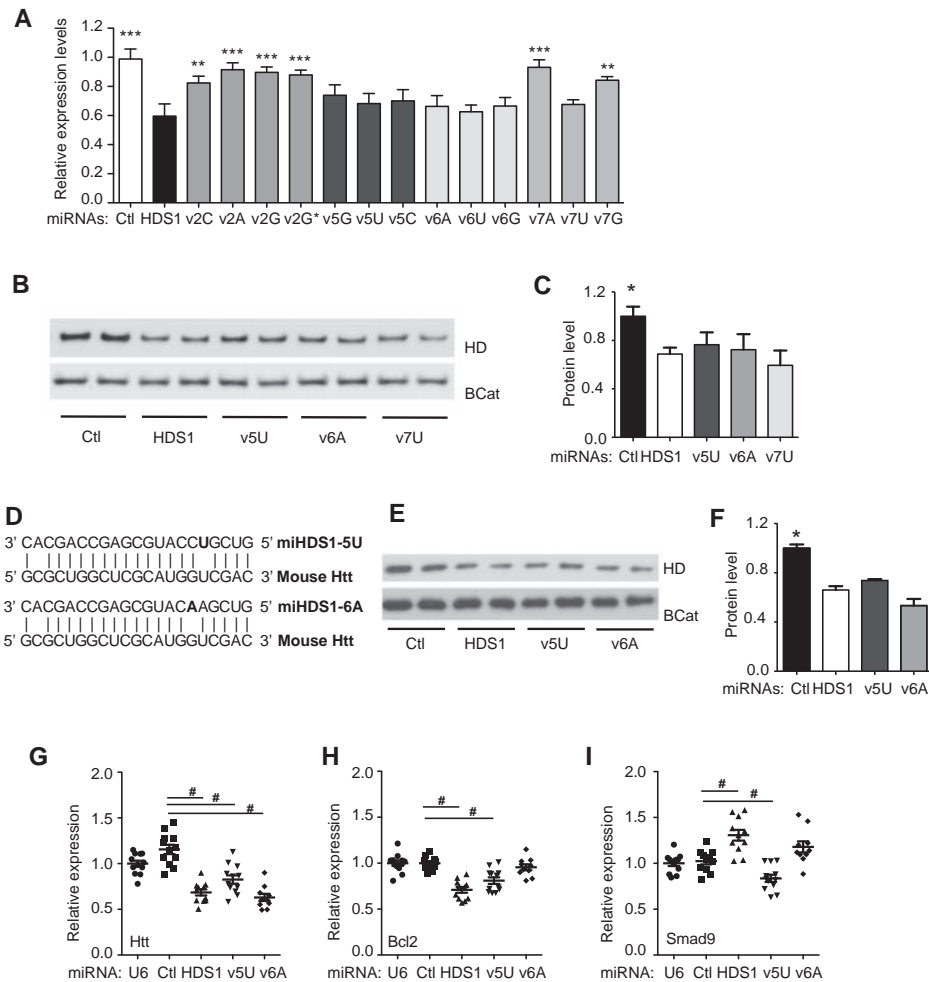 A
Relative expression levels
1.2
1.0
0.8
0.6
0.4
0.2
0.0
*** ** *** *** *** *** **
miRNAs: Ctl HDS1 v2C v2A v2G v2G* v5G v5U v5C v6A v6U v6G v7A v7U v7G
B
HD
BCat
Ctl HDS1 v5U v6A v7U
C
Protein level
1.2
0.8
0.4
0.0
*
miRNAs: Ctl HDS1 v5U v6A v7U
D
3’ CACGACCGAGCGUACCUGCUG 5’ miHDS1-5U
5’ GCGCUGGCUCGCAUGGUCGAC 3’ Mouse Htt
3’ CACGACCGAGCGUACAAGCUG 5’ miHDS1-6A
5’ GCGCUGGCUCGCAUGGUCGAC 3’ Mouse Htt
E
HD
BCat
Ctl HDS1 v5U v6A
F
Protein level
1.2
0.8
0.4
0.0
*
miRNAs: Ctl HDS1 v5U v6A
G
Relative expression
2.0
1.5
1.0
0.5
0.0
# # #
Htt
miRNA: U6 Ctl HDS1 v5U v6A
H
Relative expression
2.0
1.5
1.0
0.5
0.0
# #
Bcl2
miRNA: U6 Ctl HDS1 v5U v6A
I
Relative expression
2.0
1.5
1.0
0.5
0.0
# #
Smad9
miRNA: U6 Ctl HDS1 v5U v6A